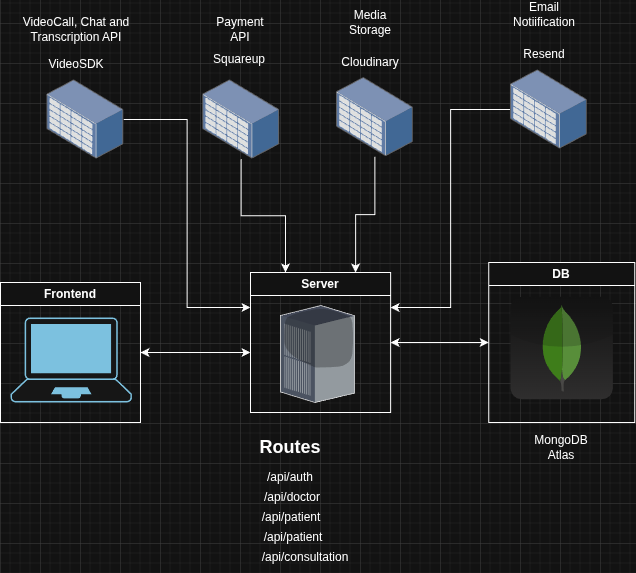 VideoCall, Chat and
Transcription API
VideoSDK
Payment
API
Squareup
Media
Storage
Cloudinary
Email
Notiification
Resend
Frontend
Server
DB
MongoDB
Atlas
Routes
/api/auth
/api/doctor
/api/patient
/api/patient
/api/consultation